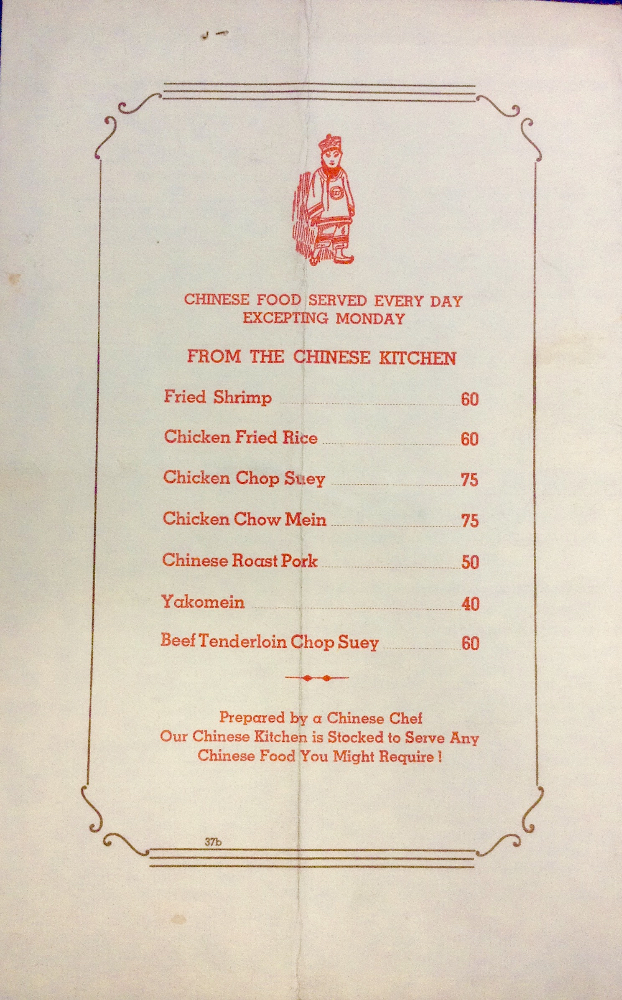 CHINESE FOOD SERVED EVERY DAY
EXCEPTING MONDAY
FROM THE CHINESE KITCHEN
Fried Shrimp 60
Chicken Fried Rice 60
Chicken Chop Suey 75
Chicken Chow Mein 75
Chinese Roast Pork 50
Yakomein 40
Beef Tenderloin Chop Suey 60
Prepared by a Chinese Chef
Our Chinese Kitchen is Stocked to Serve Any
Chinese Food You Might Require !
37b